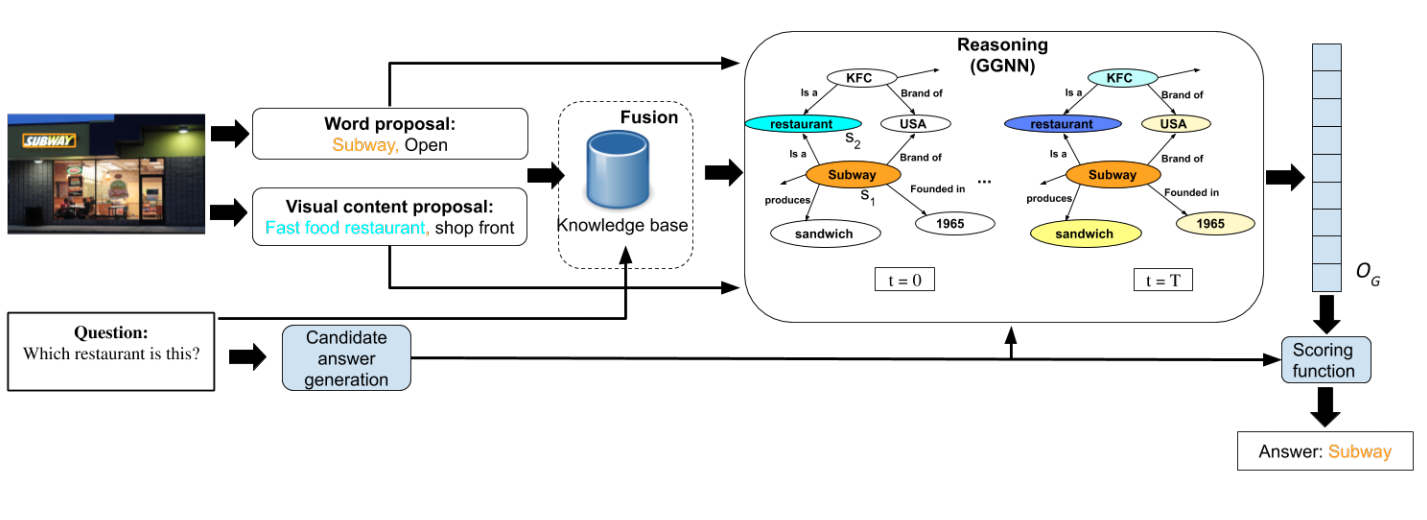 SUBWAY
Word proposal:
Subway, Open
Visual content proposal:
Fast food restaurant, shop front
Question:
Which restaurant is this?
Candidate
answer
generation
Fusion
Knowledge base
Reasoning
(GGNN)
KFC
Is a
Brand of
restaurant
USA
S2
Is a
Brand of
Subway
S1
produces
Founded in
sandwich
1965
t = 0
...
KFC
Is a
Brand of
restaurant
USA
Is a
Brand of
Subway
produces
Founded in
sandwich
1965
t = T
OG
Scoring
function
Answer: Subway